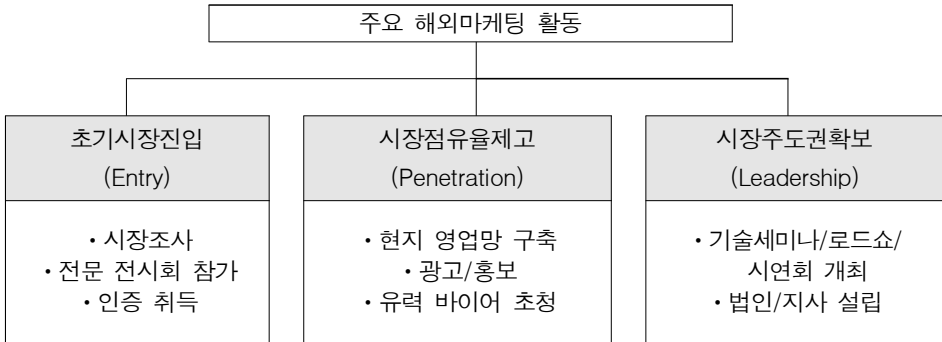 주요 해외마케팅 활동
초기시장진입
(Entry)
• 시장조사
• 전문 전시회 참가
• 인증 취득
시장점유율제고
(Penetration)
• 현지 영업망 구축
• 광고/홍보
• 유력 바이어 초청
시장주도권확보
(Leadership)
• 기술세미나/로드쇼/
시연회 개최
• 법인/지사 설립